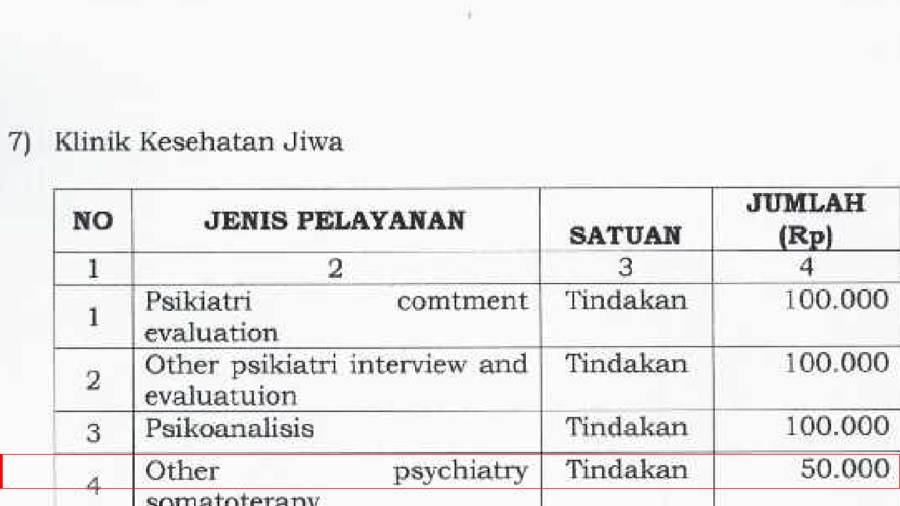 7) Klinik Kesehatan Jiwa
NO JENIS PELAYANAN SATUAN JUMLAH (Rp)
1 2 3 4
1 Psikiatri comtment Tindakan 100.000
evaluation
2 Other psikiatri interview and Tindakan 100.000
evaluatuion
3 Psikoanalisis Tindakan 100.000
4 Other psychiatry Tindakan 50.000
somatoterapy